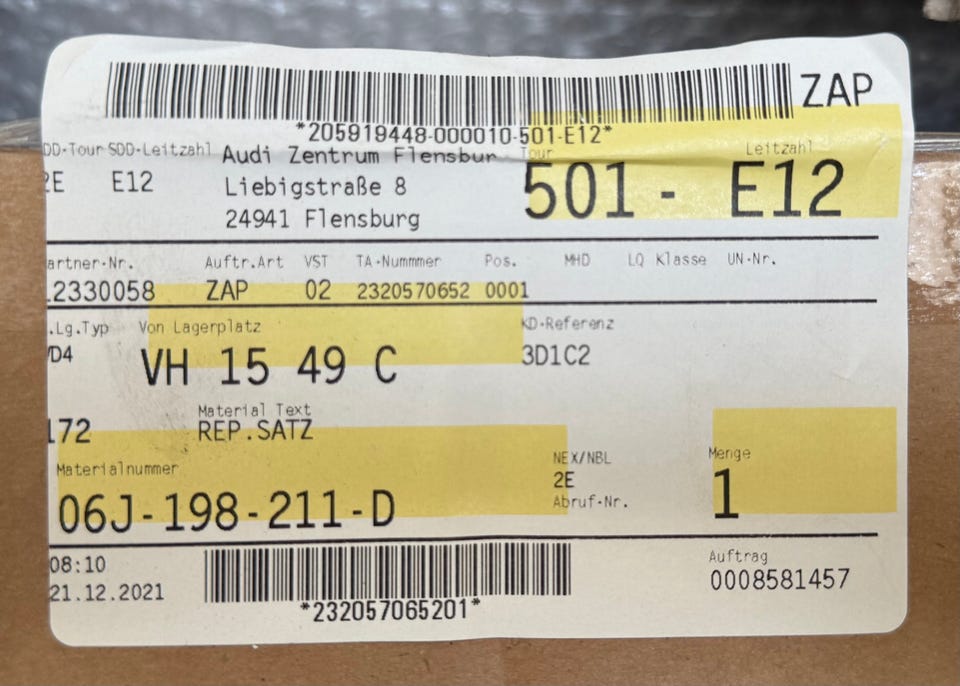 ZAP
*205919448-000010-501-E12*
DD-Tour SDD-Leitzahl Audi Zentrum Flensbur Tour Leitzahl
2E E12 Liebigstraße 8 501 - E12
24941 Flensburg
artner-Nr. Auftr.Art VST TA-Nummmer Pos. MHD LQ Klasse UN-Nr.
12330058 ZAP 02 2320570652 0001
.Lg.Typ Von Lagerplatz KD-Referenz
VD4 VH 15 49 C 3D1C2
Material Text
172 REP.SATZ
Materialnummer NEX/NBL Menge
06J-198-211-D 2E 1
Abruf-Nr.
08:10 Auftrag
21.12.2021 0008581457
*232057065201*